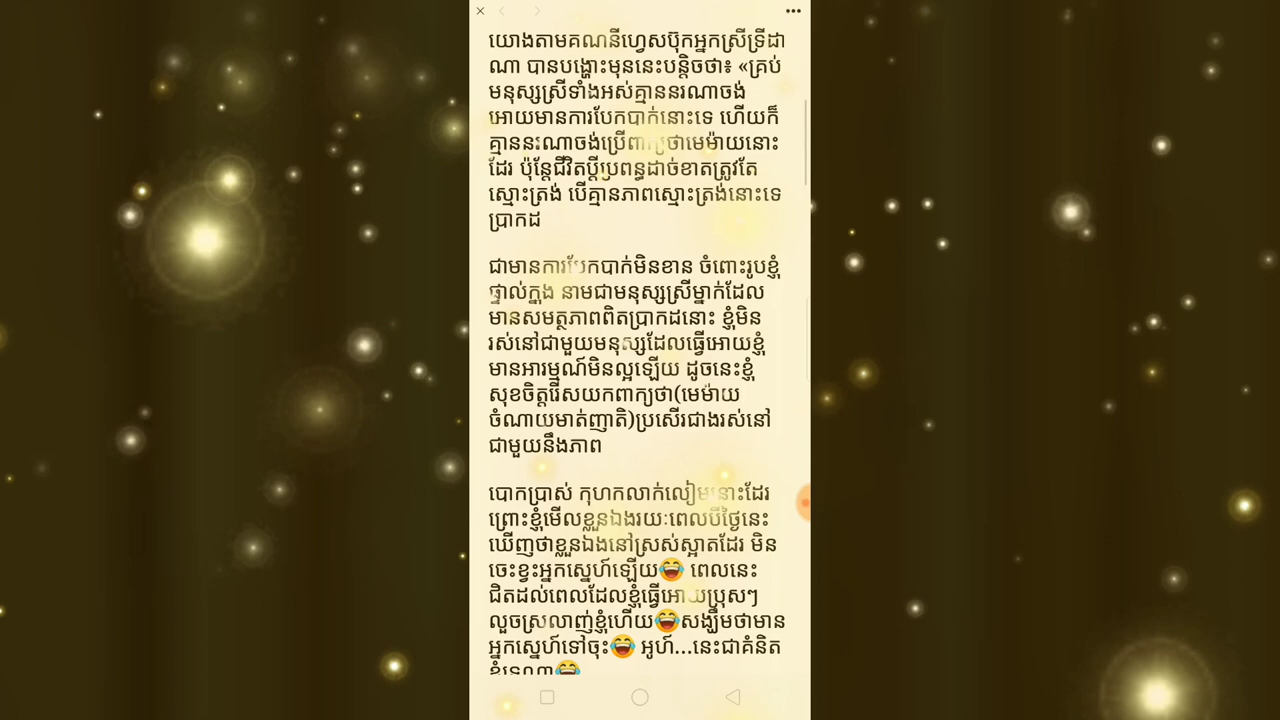 យោងតាមគណនីហ្វេសប៊ុកអ្នកស្រីទ្រីដា
ណា បានបង្ហោះមុននេះបន្តិចថា៖ «គ្រប់
មនុស្សស្រីទាំងអស់គ្មាននរណាចង់
អោយមានការបែកបាក់នោះទេ ហើយក៏
គ្មាននះណាចង់ប្រើពាក្យថាមេម៉ាយនោះ
ដែរ ប៉ុន្តែជីវិតប្តីប្រពន្ធដាច់ខាតត្រូវតែ
ស្មោះត្រង់ បើគ្មានភាពស្មោះត្រង់នោះទេ
ប្រាកដ
ជាមានការបែកបាក់មិនខាន ចំពោះរូបខ្ញុំ
ផ្ទាល់ក្នុង នាមជាមនុស្សស្រីម្នាក់ដែល
មានសមត្ថភាពពិតប្រាកដនោះ ខ្ញុំមិន
រស់នៅជាមួយមនុស្សដែលធ្វើអោយខ្ញុំ
មានអារម្មណ៍មិនល្អឡើយ ដូចនេះខ្ញុំ
សុខចិត្តរើសយកពាក្យថា(មេម៉ាយ
ចំណាយមាត់ញាតិ)ប្រសើរជាងរស់នៅ
ជាមួយនឹងភាព
បោកប្រាស់ កុហកលាក់លៀមនោះដែរ
ព្រោះខ្ញុំមើលខ្លួនឯងរយៈពេលបីថ្ងៃនេះ
ឃើញថាខ្លួនឯងនៅស្រស់ស្អាតដែរ មិន
ចេះខ្វះអ្នកស្នេហ៍ឡើយ😂 ពេលនេះ
ជិតដល់ពេលដែលខ្ញុំធ្វើអោយប្រុសៗ
លួចស្រលាញ់ខ្ញុំហើយ😂សង្ឃឹមថាមាន
អ្នកស្នេហ៍ទៅចុះ😂 អូហ៍...នេះជាគំនិត
ខ្ញុំទេណា😂